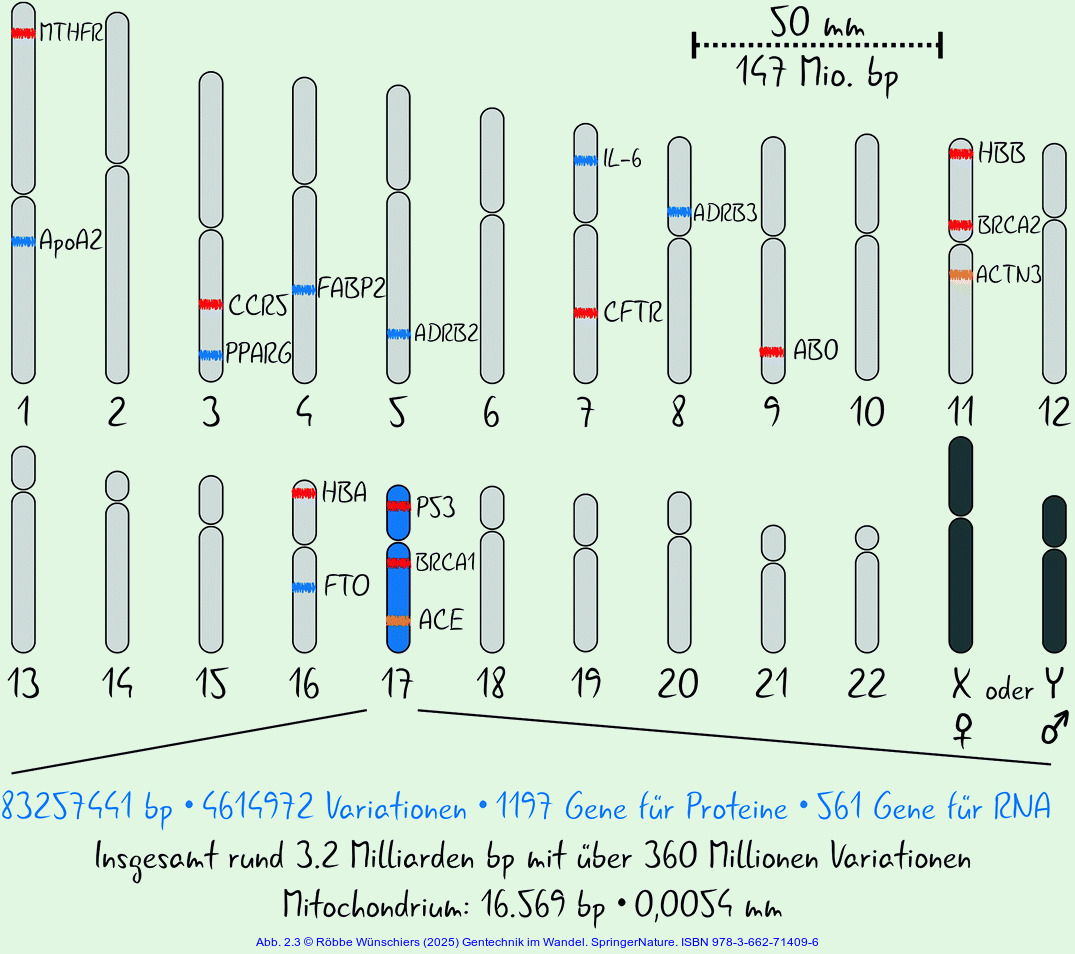 MTHFR
ApoA2
CCR5
PPARG
FABP2
ADRB2
IL-6
CFTR
ADRB3
ABO
HBB
BRCA2
ACTN3
50 mm
147 Mio. bp
1 2 3 4 5 6 7 8 9 10 11 12
HBA
FTO
P53
BRCA1
ACE
13 14 15 16 17 18 19 20 21 22 X oder Y
♀ ♂
83257441 bp • 4614972 Variationen • 1197 Gene für Proteine • 561 Gene für RNA
Insgesamt rund 3.2 Milliarden bp mit über 360 Millionen Variationen
Mitochondrium: 16.569 bp • 0,0054 mm
Abb. 2.3 © Röbbe Wünschiers (2025) Gentechnik im Wandel. SpringerNature. ISBN 978-3-662-71409-6